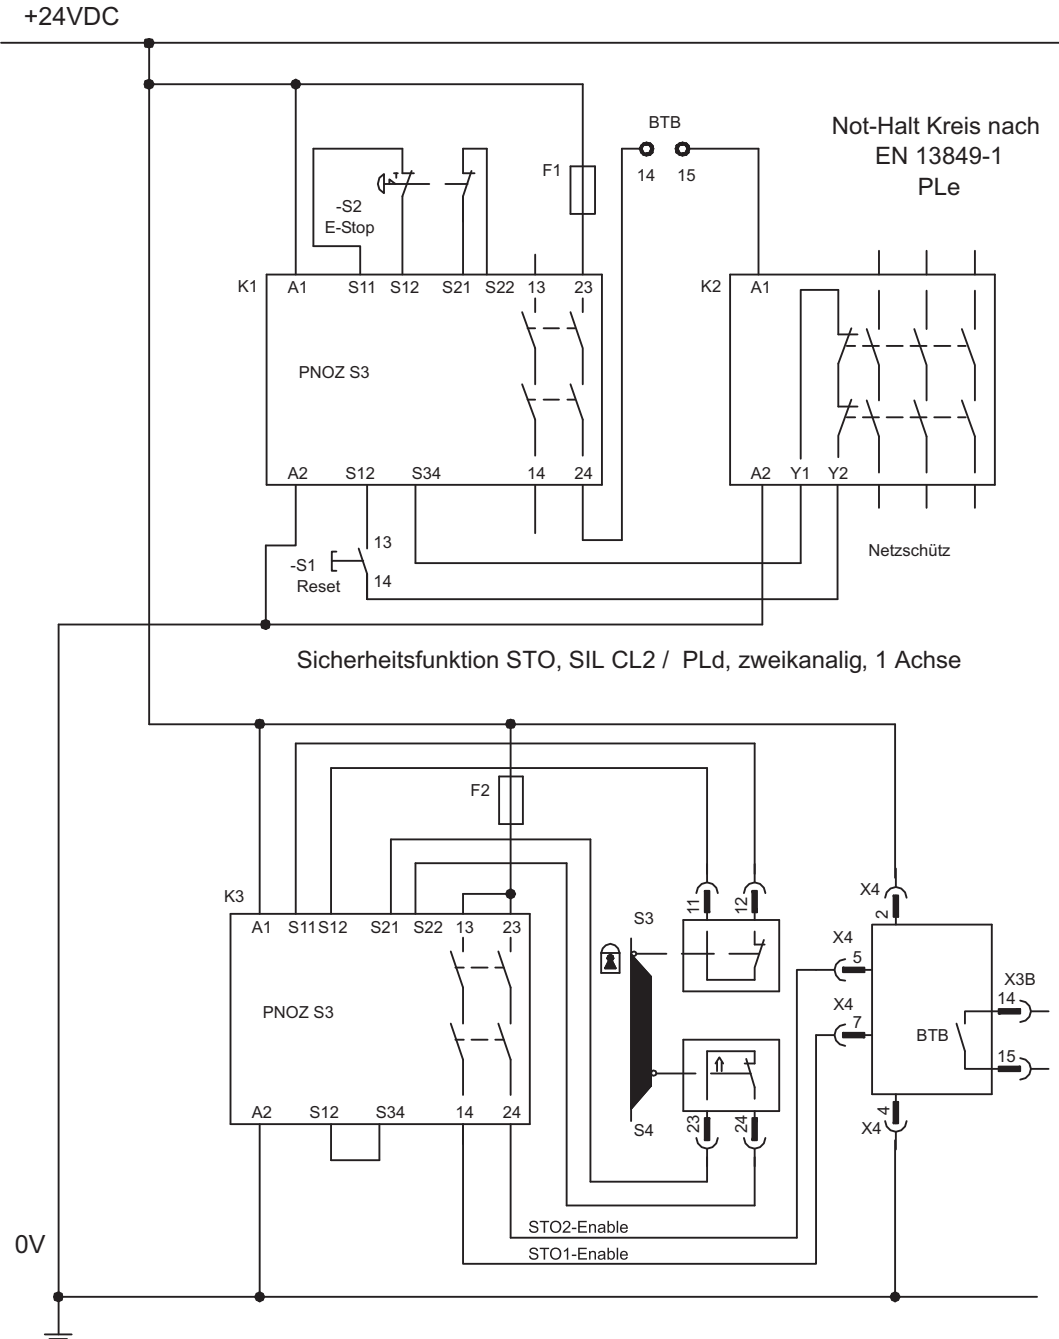 +24VDC
BTB
14 15
Not-Halt Kreis nach
EN 13849-1
PLe
F1
-S2
E-Stop
K1
A1 S11 S12 S21 S22 13 23
K2
A1
PNOZ S3
A2 S12 S34 14 24
A2 Y1 Y2
13
-S1
Reset
14
Netzschütz
Sicherheitsfunktion STO, SIL CL2 / PLd, zweikanalig, 1 Achse
F2
K3
A1 S11 S12 S21 S22 13 23
11 12
S3
X4
2
X4
5
X3B
14
PNOZ S3
X4
7
BTB
15
A2 S12 S34 14 24
S4
23 24
4
X4
STO2-Enable
STO1-Enable
0V